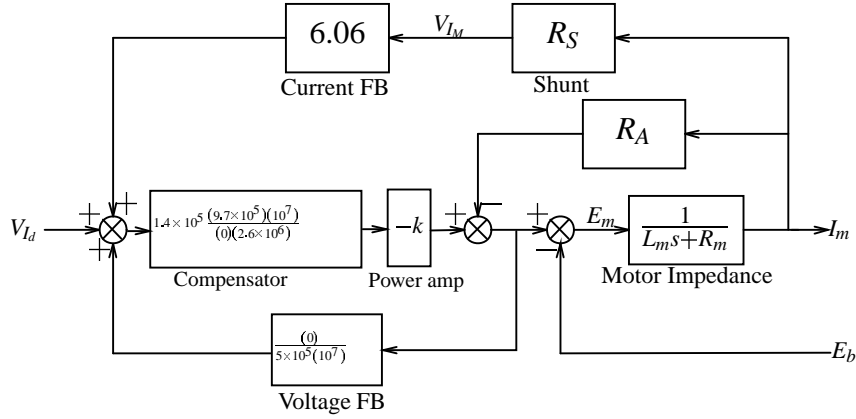 6.06
Current FB
V_{I_M}
R_S
Shunt
R_A
V_{I_d}
+
+
+
1.4×10^5 (9.7×10^5)(10^7) / (0)(2.6×10^6)
Compensator
−k
Power amp
+
−
+
−
E_m
1 / L_m s+R_m
Motor Impedance
I_m
(0) / 5×10^5(10^7)
Voltage FB
E_b